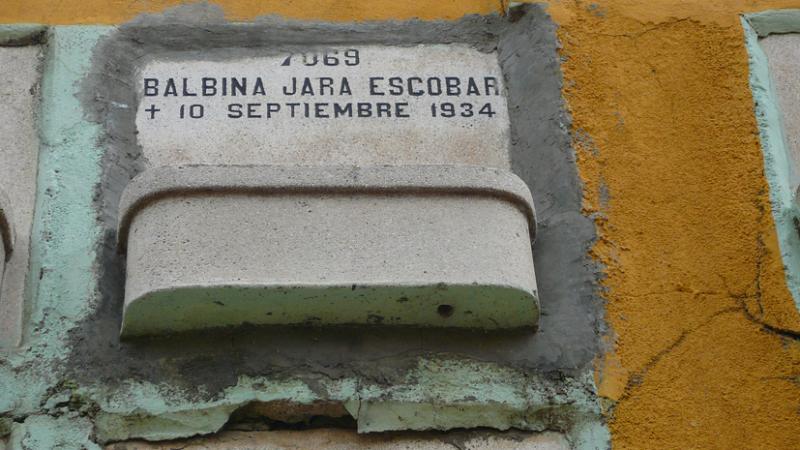 7069
BALBINA JARA ESCOBAR
+ 10 SEPTIEMBRE 1934